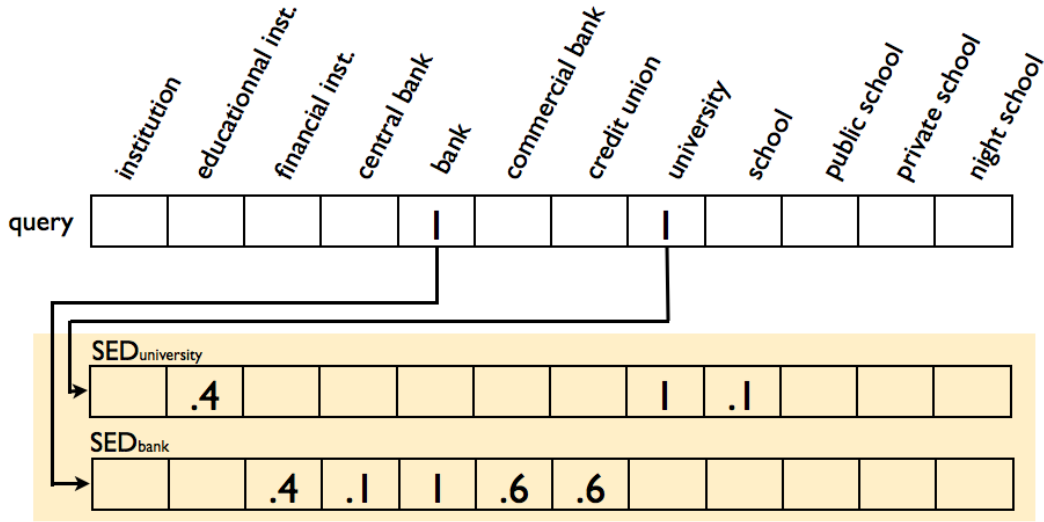 institution
educationnal inst.
financial inst.
central bank
bank
commercial bank
credit union
university
school
public school
private school
night school
query 1 1
SEDuniversity
.4 1 .1
SEDbank
.4 .1 1 .6 .6